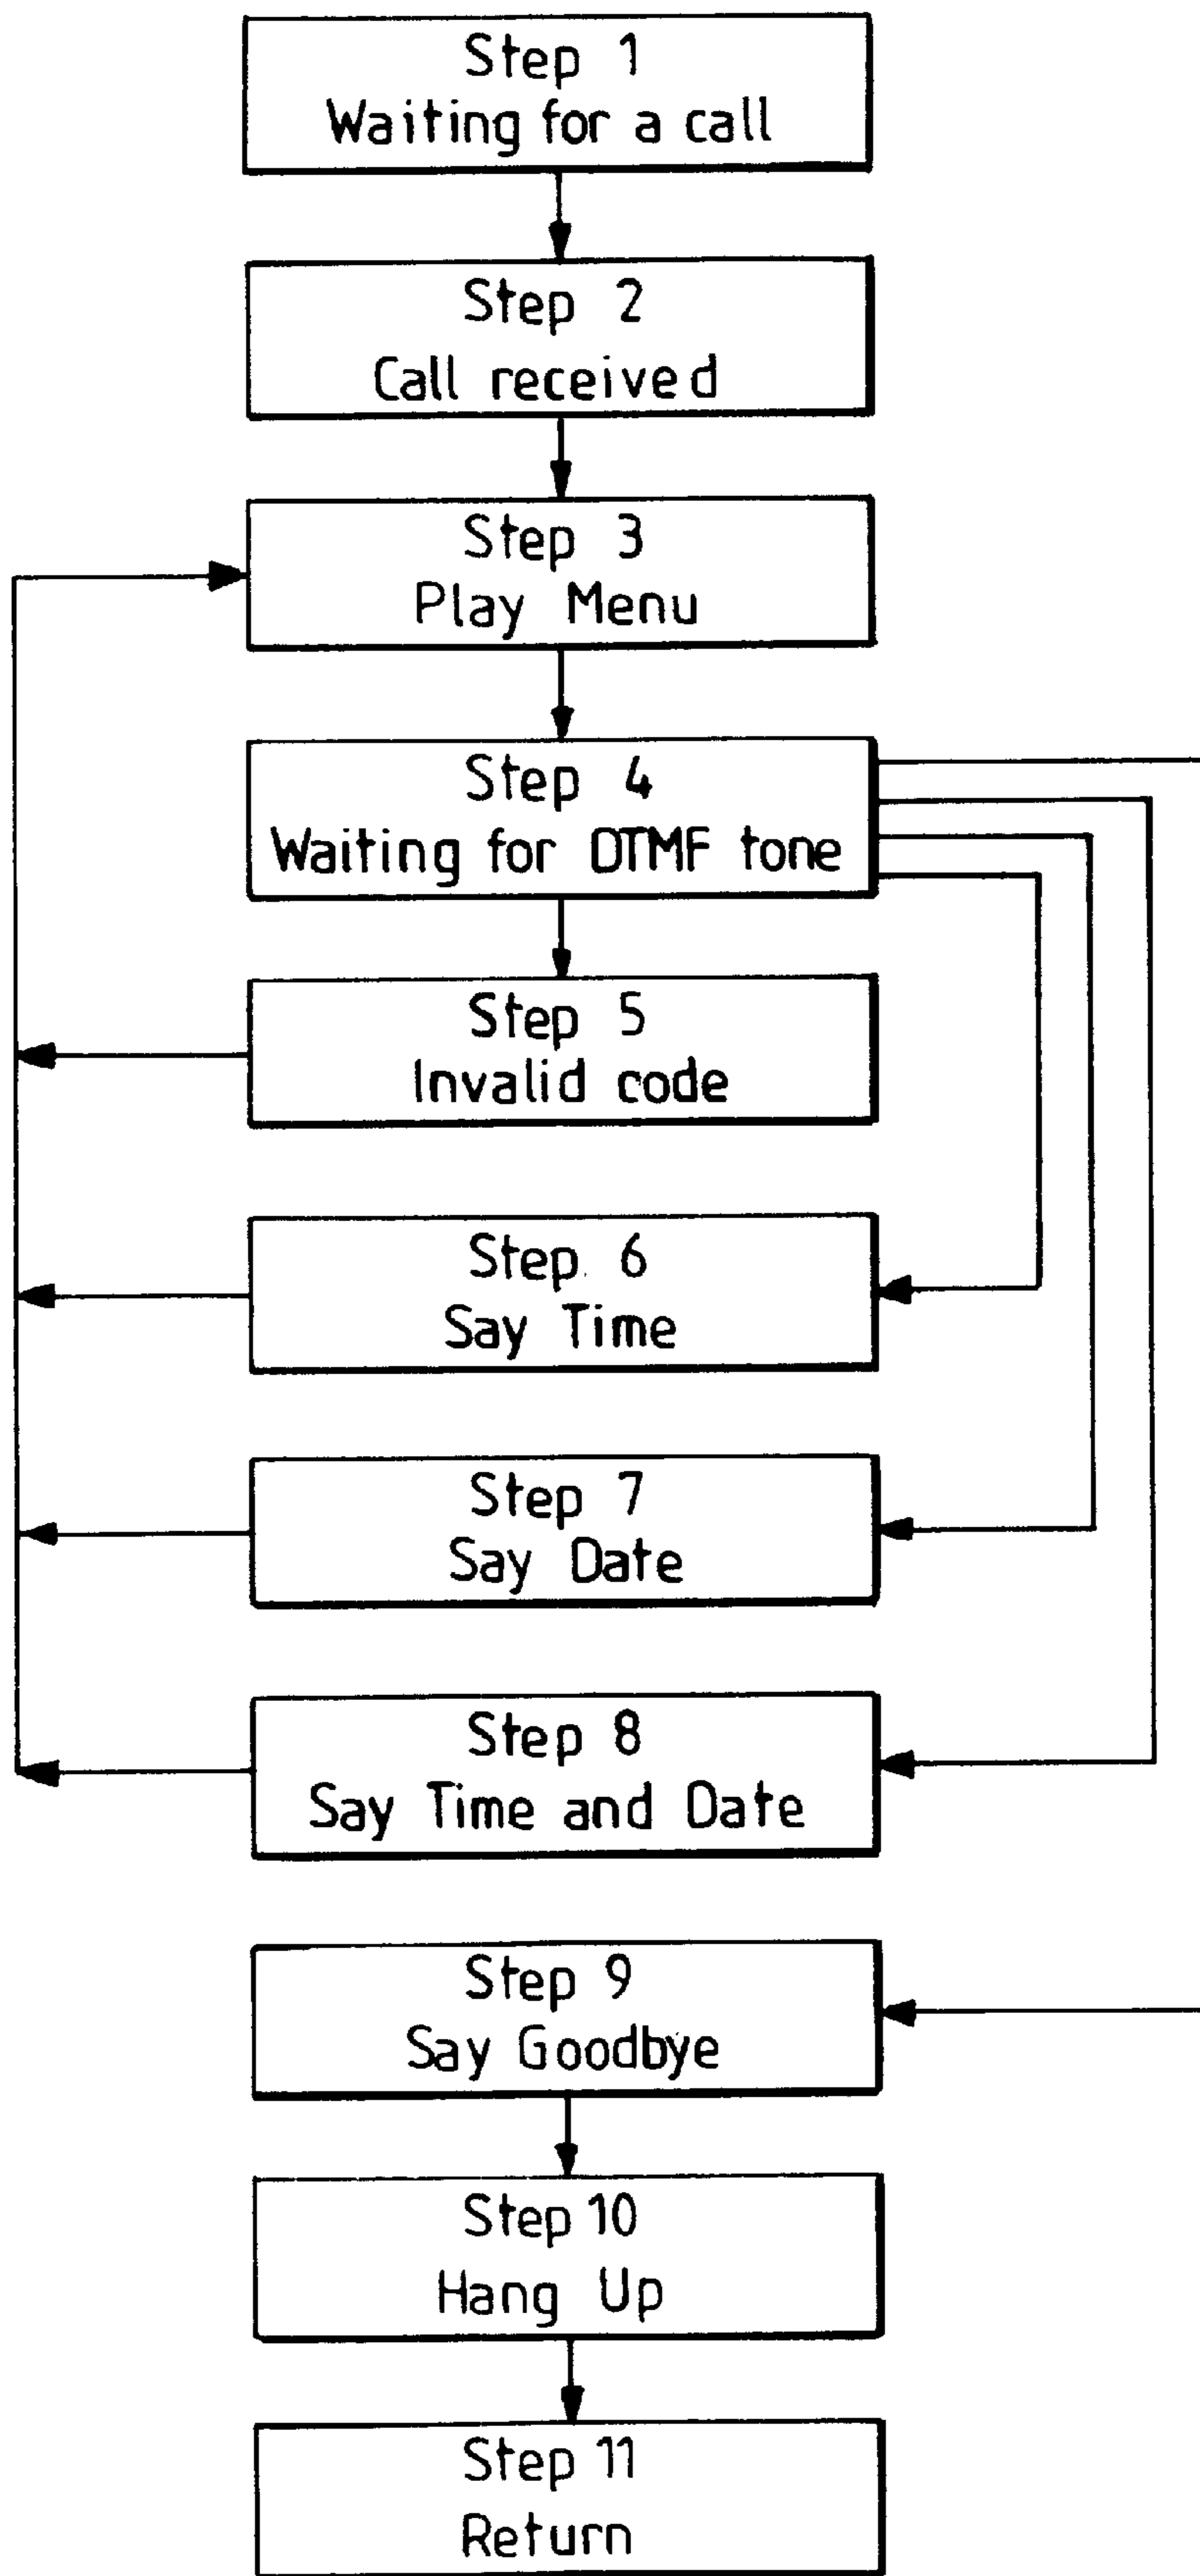 Step 1
Waiting for a call
Step 2
Call received
Step 3
Play Menu
Step 4
Waiting for DTMF tone
Step 5
Invalid code
Step 6
Say Time
Step 7
Say Date
Step 8
Say Time and Date
Step 9
Say Goodbye
Step 10
Hang Up
Step 11
Return